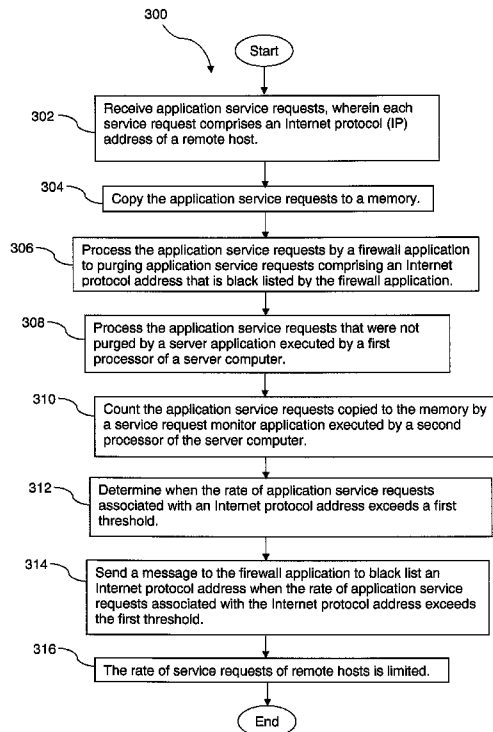 300
Start
302
Receive application service requests, wherein each
service request comprises an Internet protocol (IP)
address of a remote host.
304
Copy the application service requests to a memory.
306
Process the application service requests by a firewall application
to purging application service requests comprising an Internet
protocol address that is black listed by the firewall application.
308
Process the application service requests that were not
purged by a server application executed by a first
processor of a server computer.
310
Count the application service requests copied to the memory by
a service request monitor application executed by a second
processor of the server computer.
312
Determine when the rate of application service requests
associated with an Internet protocol address exceeds a first
threshold.
314
Send a message to the firewall application to black list an
Internet protocol address when the rate of application service
requests associated with the Internet protocol address exceeds
the first threshold.
316
The rate of service requests of remote hosts is limited.
End